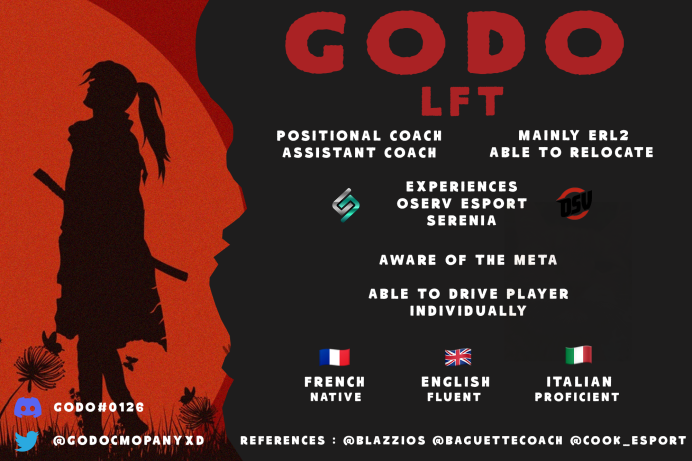 GODO
LFT
POSITIONAL COACH
ASSISTANT COACH
MAINLY ERL2
ABLE TO RELOCATE
EXPERIENCES
OSERV ESPORT
SERENIA
OSV
AWARE OF THE META
ABLE TO DRIVE PLAYER
INDIVIDUALLY
FRENCH
NATIVE
ENGLISH
FLUENT
ITALIAN
PROFICIENT
GODO#0126
@GODOCMOPANYXD
REFERENCES : @BLAZZIOS @BAGUETTECOACH @COOK_ESPORT